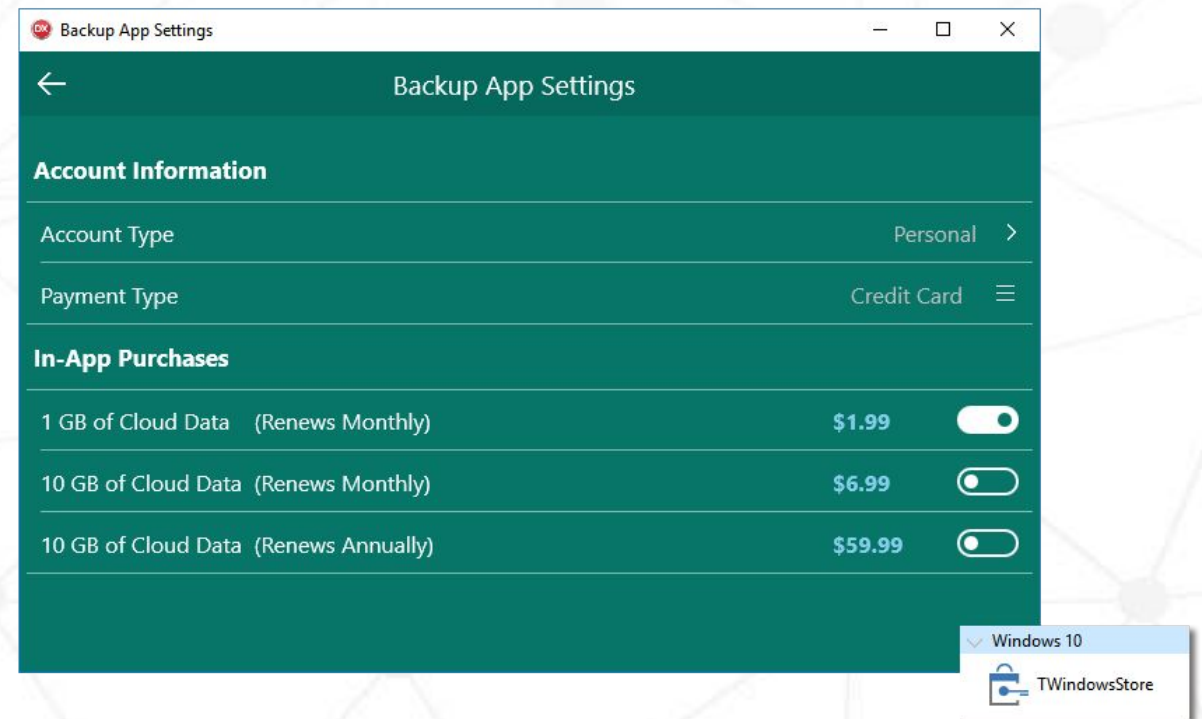 DX Backup App Settings
Backup App Settings
Account Information
Account Type Personal
Payment Type Credit Card
In-App Purchases
1 GB of Cloud Data (Renews Monthly) $1.99
10 GB of Cloud Data (Renews Monthly) $6.99
10 GB of Cloud Data (Renews Annually) $59.99
Windows 10
TWindowsStore